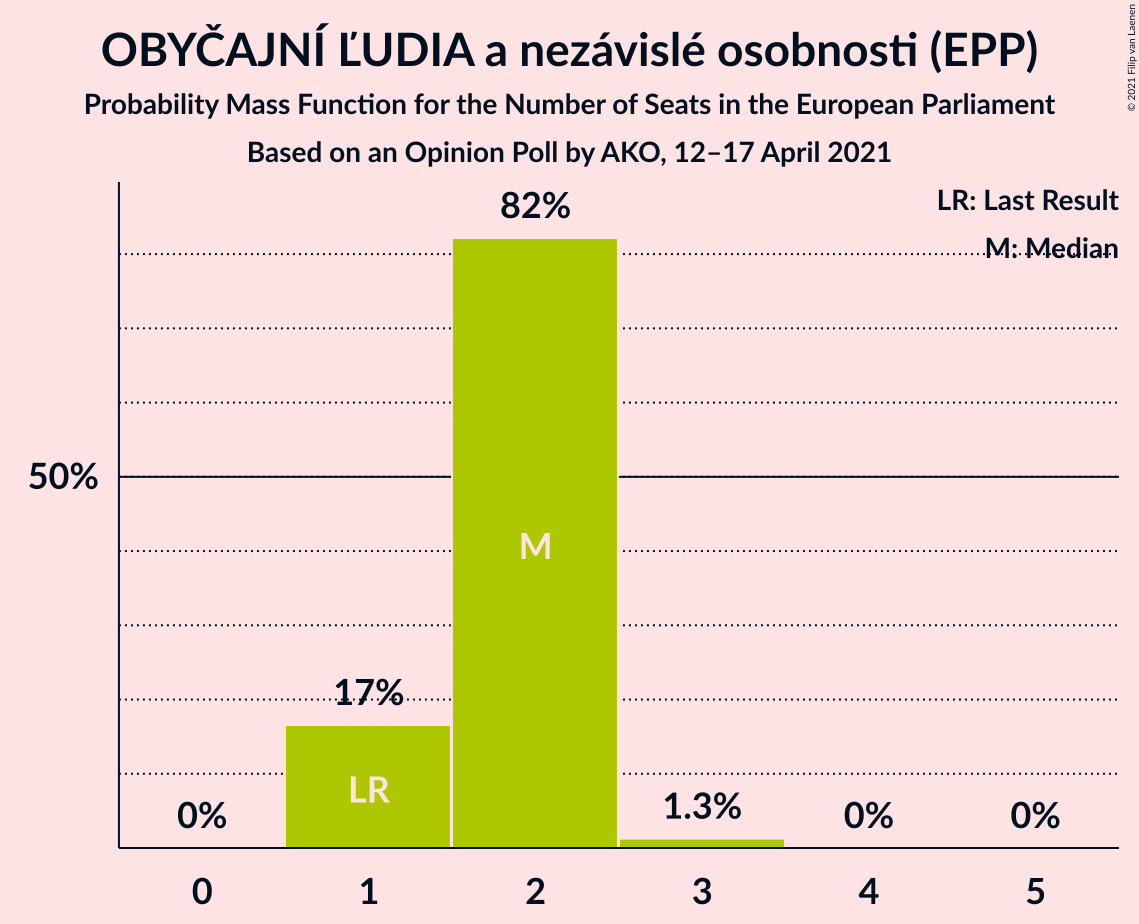 OBYČAJNÍ ĽUDIA a nezávislé osobnosti (EPP)
Probability Mass Function for the Number of Seats in the European Parliament
Based on an Opinion Poll by AKO, 12–17 April 2021
© 2021 Filip van Laenen
LR: Last Result
M: Median
82%
50%
M
17%
LR
0%
1.3%
0%
0%
0 1 2 3 4 5